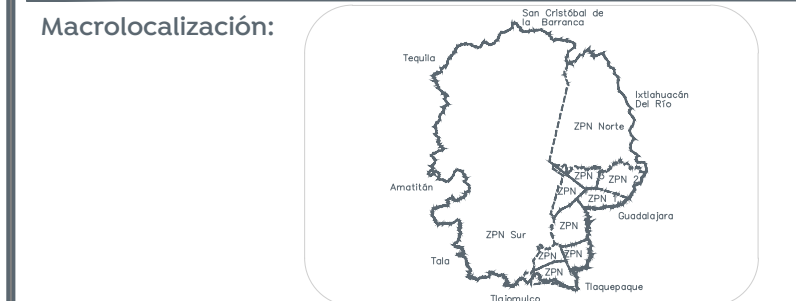 Macrolocalización:
San Cristóbal de
la Barranca
Tequila
Ixtlahuacán
Del Río
ZPN Norte
ZPN
ZPN 2
ZPN
ZPN 1
Amatitán
Guadalajara
ZPN
ZPN Sur
ZPN
ZPN
Tala
ZPN
Tlaquepaque
Tlajomulco